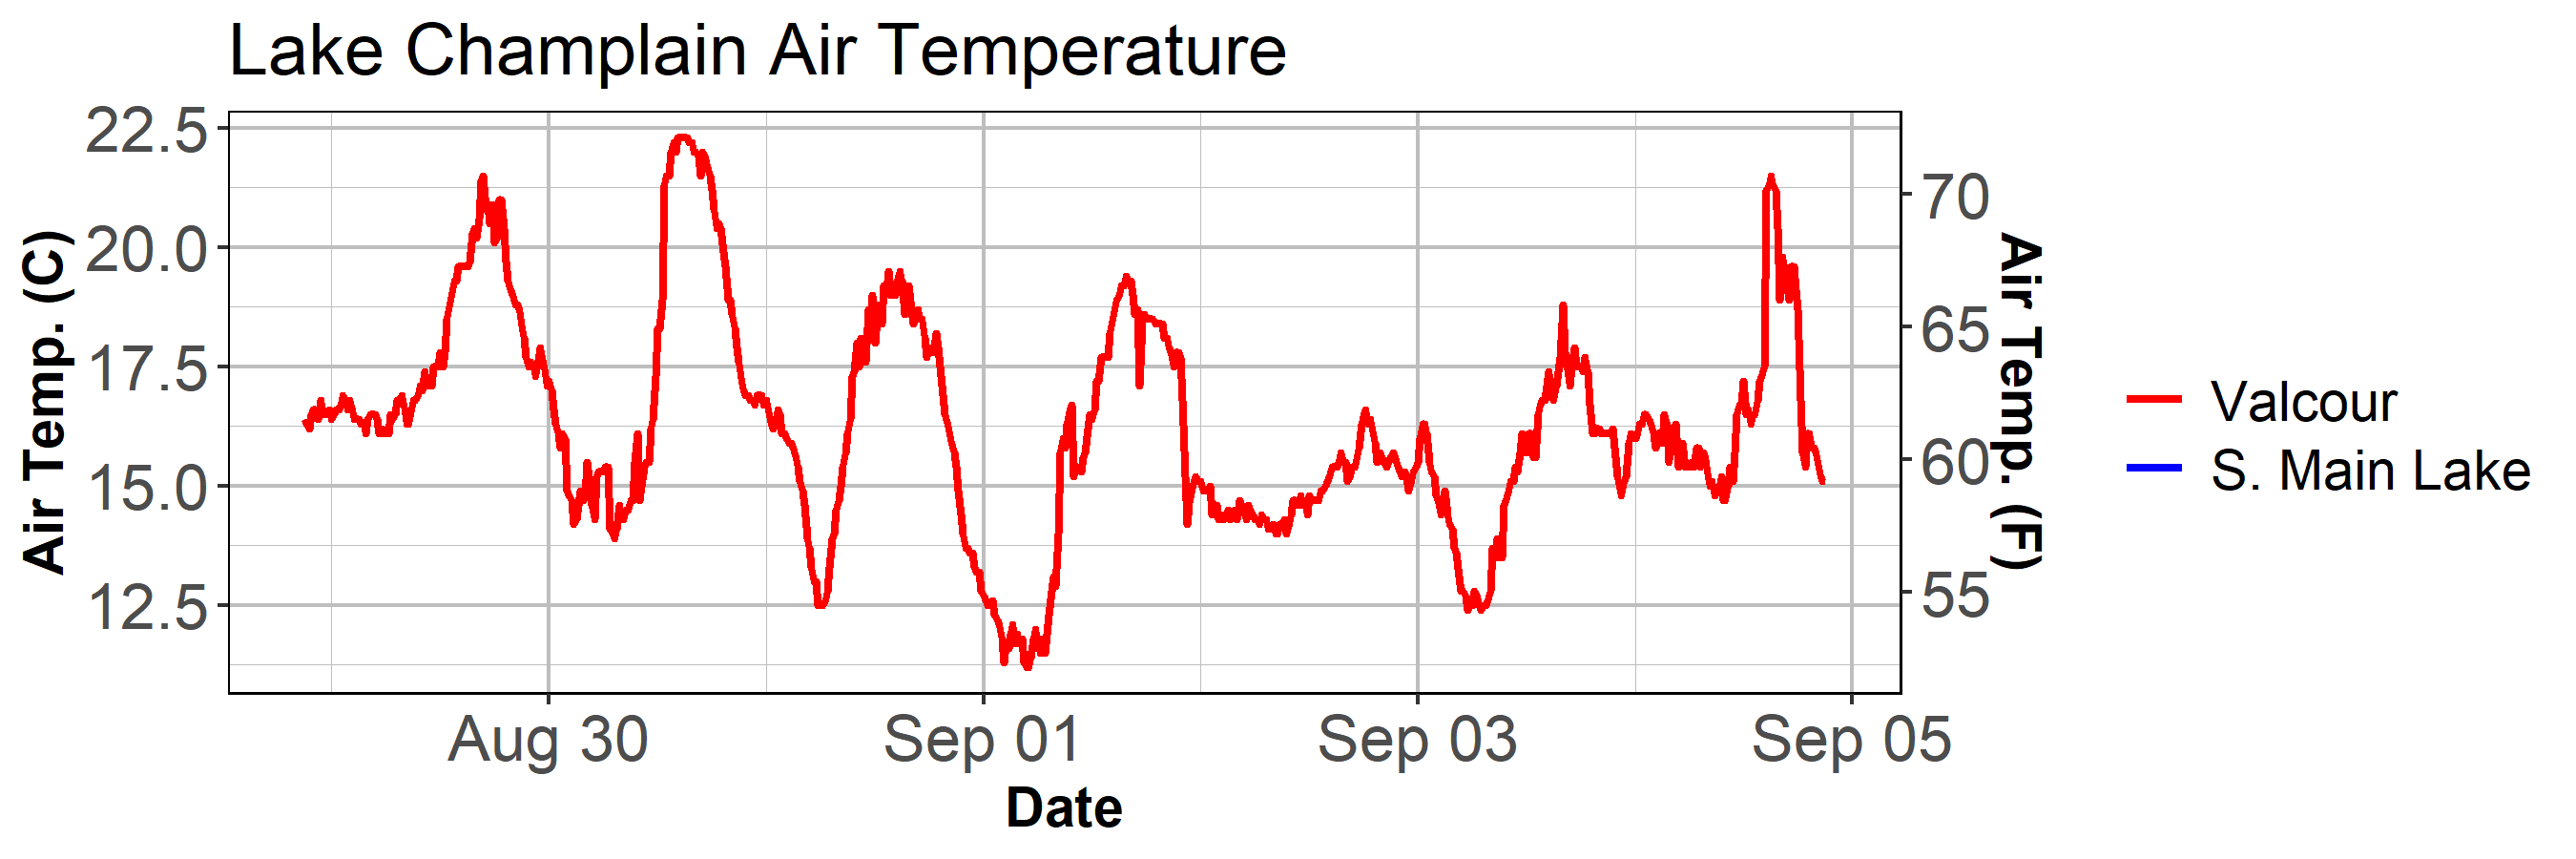 Lake Champlain Air Temperature
Air Temp. (C)
22.5
20.0
17.5
15.0
12.5
70
65
60
55
Air Temp. (F)
Aug 30
Sep 01
Sep 03
Sep 05
Date
Valcour
S. Main Lake